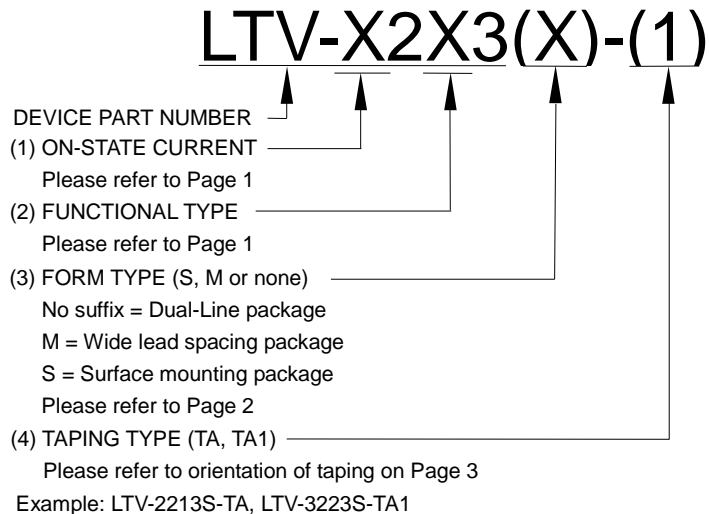 LTV-X2X3(X)-(1)
DEVICE PART NUMBER
(1) ON-STATE CURRENT
Please refer to Page 1
(2) FUNCTIONAL TYPE
Please refer to Page 1
(3) FORM TYPE (S, M or none)
No suffix = Dual-Line package
M = Wide lead spacing package
S = Surface mounting package
Please refer to Page 2
(4) TAPING TYPE (TA, TA1)
Please refer to orientation of taping on Page 3
Example: LTV-2213S-TA, LTV-3223S-TA1